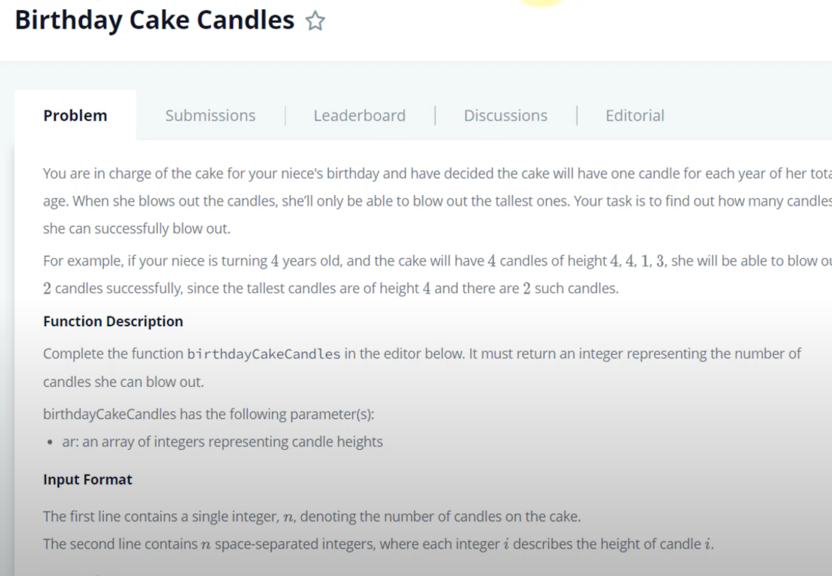 Birthday Cake Candles
Problem Submissions Leaderboard Discussions Editorial
You are in charge of the cake for your niece's birthday and have decided the cake will have one candle for each year of her
age. When she blows out the candles, she'll only be able to blow out the tallest ones. Your task is to find out how many candles
she can successfully blow out.
For example, if your niece is turning 4 years old, and the cake will have 4 candles of height 4, 4, 1, 3, she will be able to blow
2 candles successfully, since the tallest candles are of height 4 and there are 2 such candles.
Function Description
Complete the function birthdayCakeCandles in the editor below. It must return an integer representing the number of
candles she can blow out.
birthdayCakeCandles has the following parameter(s):
• ar: an array of integers representing candle heights
Input Format
The first line contains a single integer, n, denoting the number of candles on the cake.
The second line contains n space-separated integers, where each integer i describes the height of candle i.